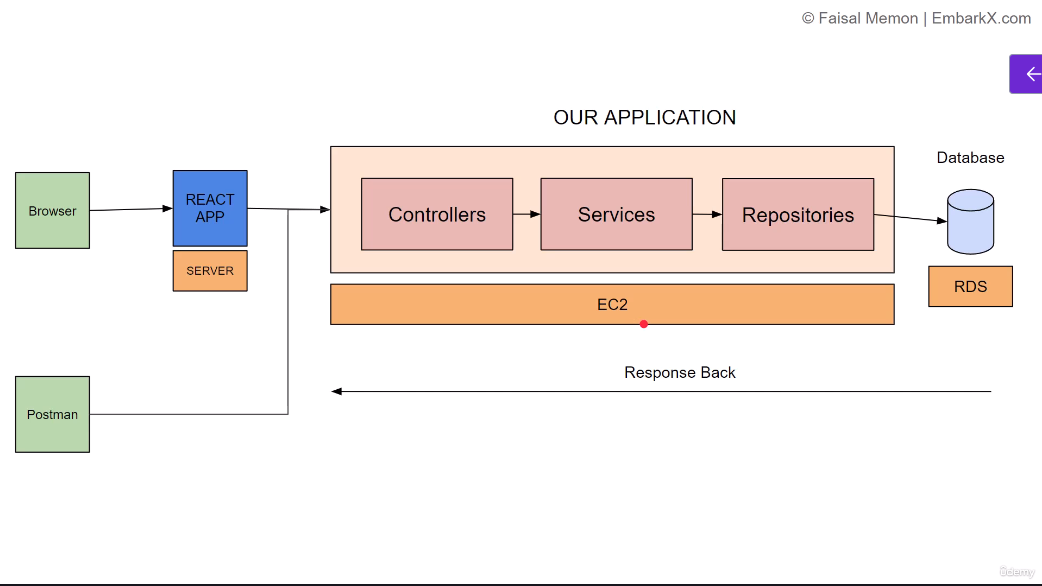 © Faisal Memon | EmbarkX.com
OUR APPLICATION
Database
Browser
REACT
APP
SERVER
Controllers
Services
Repositories
RDS
EC2
Response Back
Postman
ûdemy